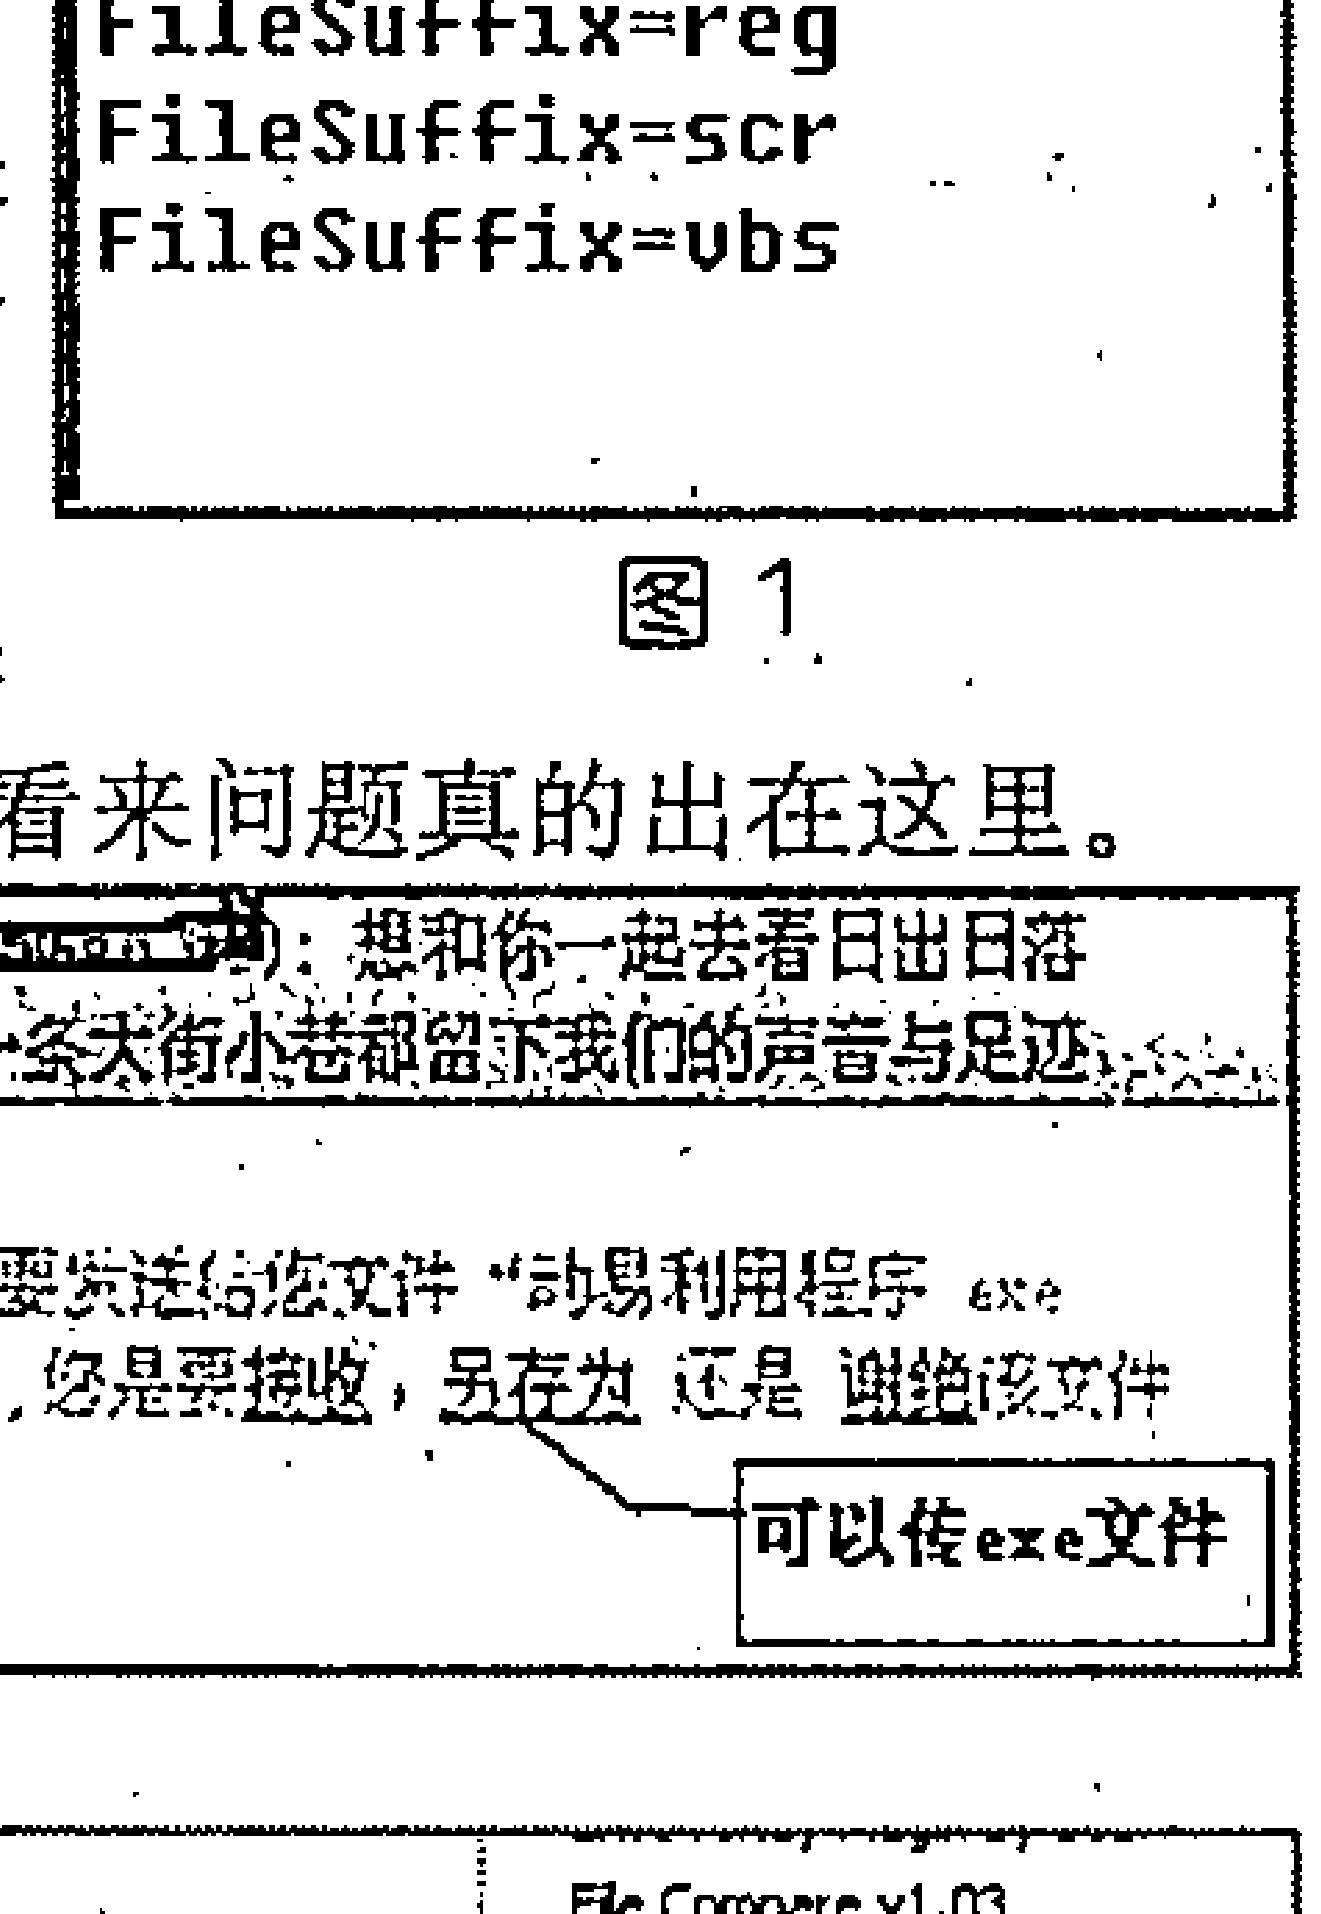 FileSuffix=reg
FileSuffix=scr
FileSuffix=vbs
图 1
看来问题真的出在这里。
): 想和你一起去看日出日落
条大街小巷都留下我们的声音与足迹
要发送给您文件 “动易利用程序 exe
,您是要接收, 另存为 还是 谢绝该文件
可以传exe文件
File Compare v1.03